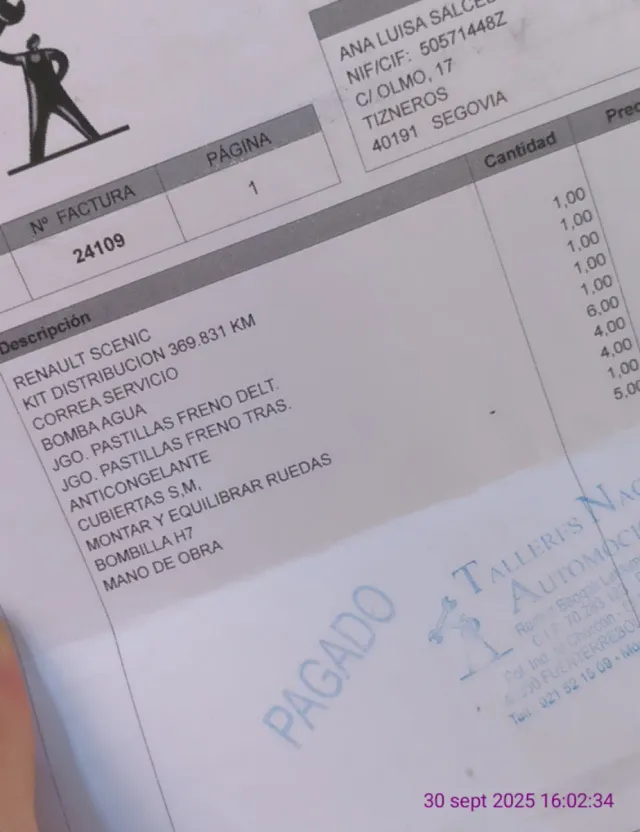 ANA LUISA SALCE
NIF/CIF: 50571448Z
C/ OLMO, 17
TIZNEROS
40191 SEGOVIA
Nº FACTURA
PÁGINA
24109
1
Descripción
Cantidad
Prec
RENAULT SCENIC
KIT DISTRIBUCION 369.831 KM
1,00
CORREA SERVICIO
1,00
BOMBA AGUA
1,00
JGO. PASTILLAS FRENO DELT.
1,00
JGO. PASTILLAS FRENO TRAS.
1,00
ANTICONGELANTE
6,00
CUBIERTAS S,M,
4,00
MONTAR Y EQUILIBRAR RUEDAS
4,00
BOMBILLA H7
1,00
MANO DE OBRA
5,00
PAGADO
TALLERES NA
AUTOMOC
30 sept 2025 16:02:34